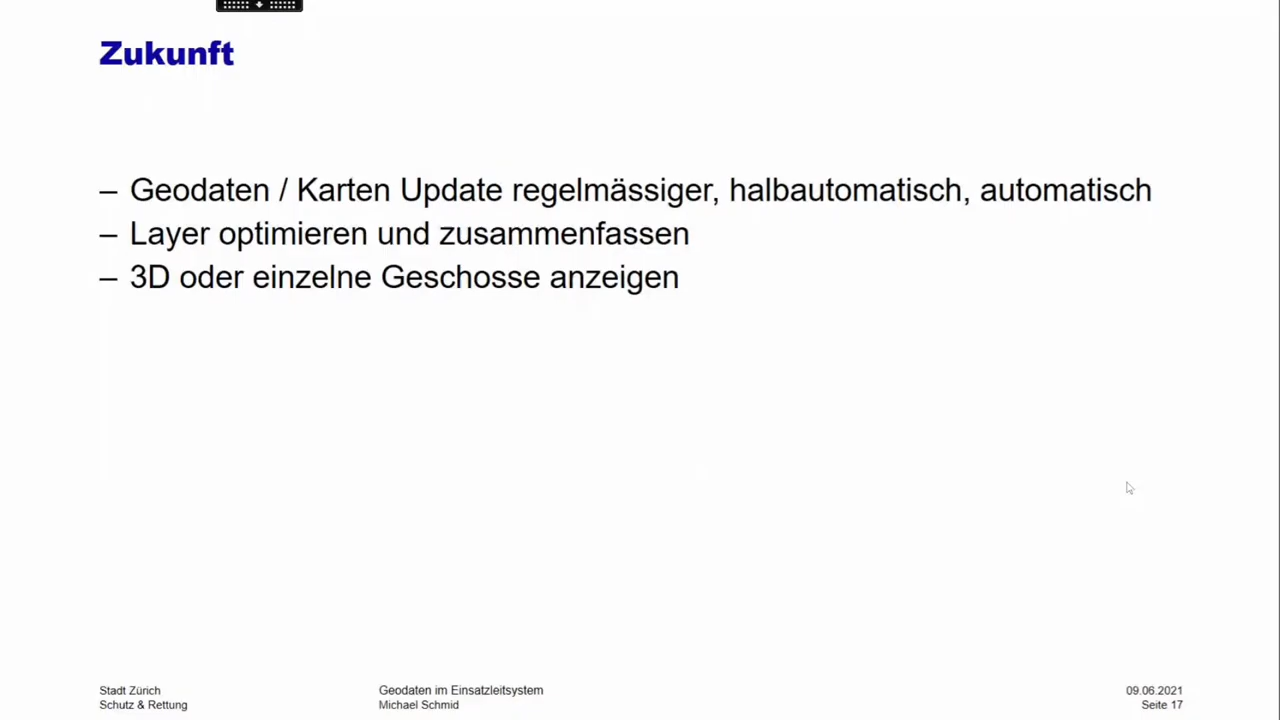 Zukunft
– Geodaten / Karten Update regelmässiger, halbautomatisch, automatisch
– Layer optimieren und zusammenfassen
– 3D oder einzelne Geschosse anzeigen
Stadt Zürich
Schutz & Rettung
Geodaten im Einsatzleitsystem
Michael Schmid
09.06.2021
Seite 17